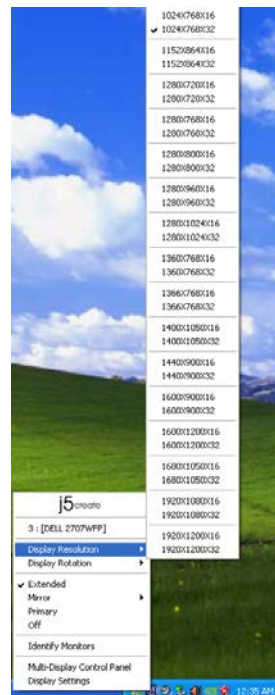 1024X768X16
1024X768X32
1152X864X16
1152X864X32
1280X720X16
1280X720X32
1280X768X16
1280X768X32
1280X800X16
1280X800X32
1280X960X16
1280X960X32
1280X1024X16
1280X1024X32
1360X768X16
1360X768X32
1366X768X16
1366X768X32
1400X1050X16
1400X1050X32
1440X900X16
1440X900X32
1600X900X16
1600X900X32
1600X1200X16
1600X1200X32
1680X1050X16
1680X1050X32
1920X1080X16
1920X1080X32
1920X1200X16
1920X1200X32
j5create
3 : [DELL 2707WFP]
Display Resolution
Display Rotation
Extended
Mirror
Primary
Off
Identify Monitors
Multi-Display Control Panel
Display Settings
12:35 AM